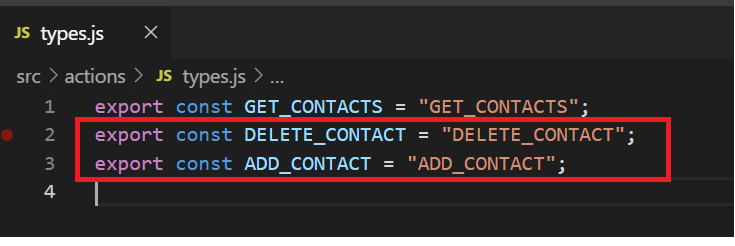 JS types.js ×
src > actions > JS types.js > ...
1 export const GET_CONTACTS = "GET_CONTACTS";
2 export const DELETE_CONTACT = "DELETE_CONTACT";
3 export const ADD_CONTACT = "ADD_CONTACT";
4